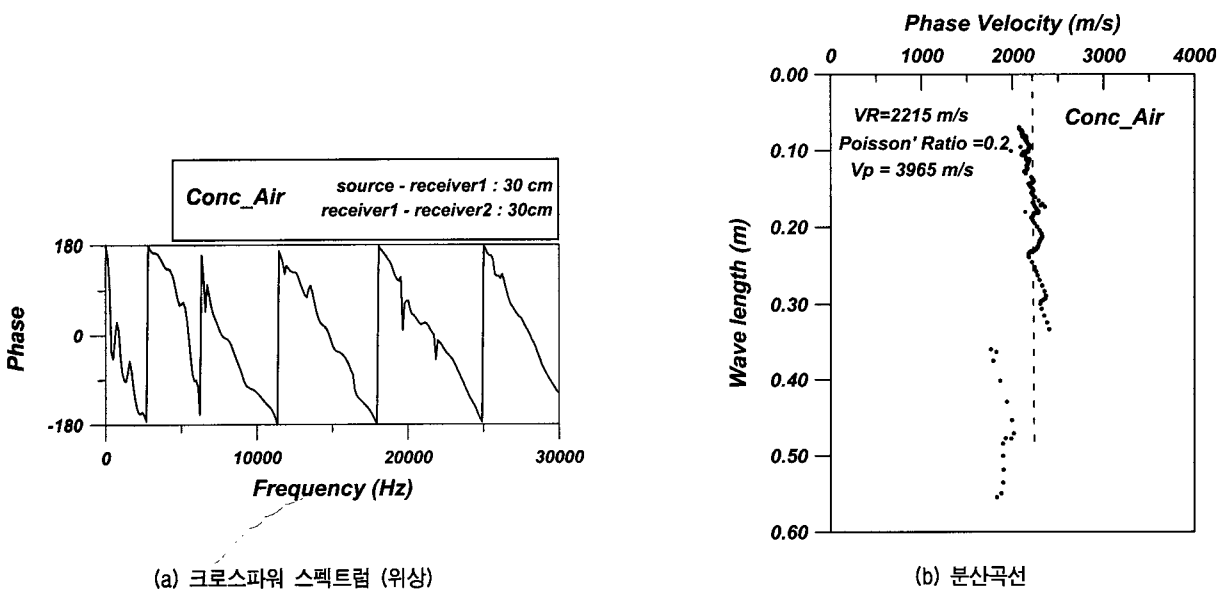 Conc_Air
source - receiver1 : 30 cm
receiver1 - receiver2 : 30cm
180
0
-180
Phase
0
10000
20000
30000
Frequency (Hz)
(a) 크로스파워 스펙트럼 (위상)
Phase Velocity (m/s)
0
1000
2000
3000
4000
0.00
0.10
0.20
0.30
0.40
0.50
0.60
Wave length (m)
VR=2215 m/s
Poisson' Ratio =0.2
Vp = 3965 m/s
Conc_Air
(b) 분산곡선